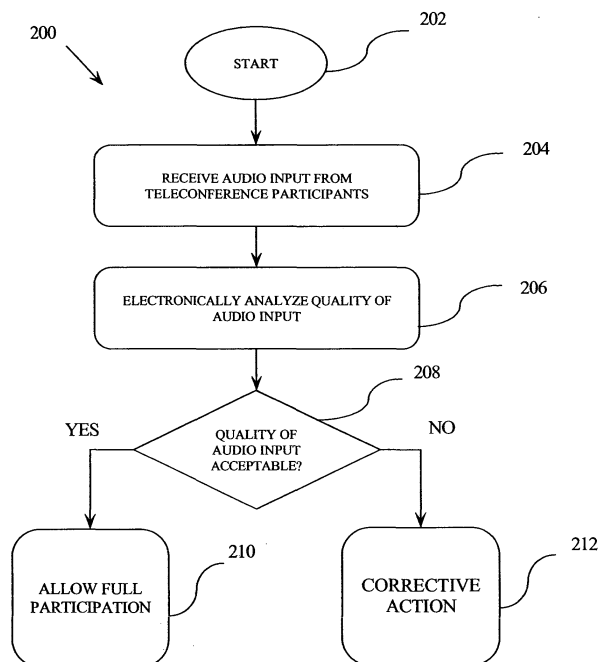 200
202
START
204
RECEIVE AUDIO INPUT FROM
TELECONFERENCE PARTICIPANTS
206
ELECTRONICALLY ANALYZE QUALITY OF
AUDIO INPUT
208
YES
NO
QUALITY OF
AUDIO INPUT
ACCEPTABLE?
210
212
ALLOW FULL
PARTICIPATION
CORRECTIVE
ACTION